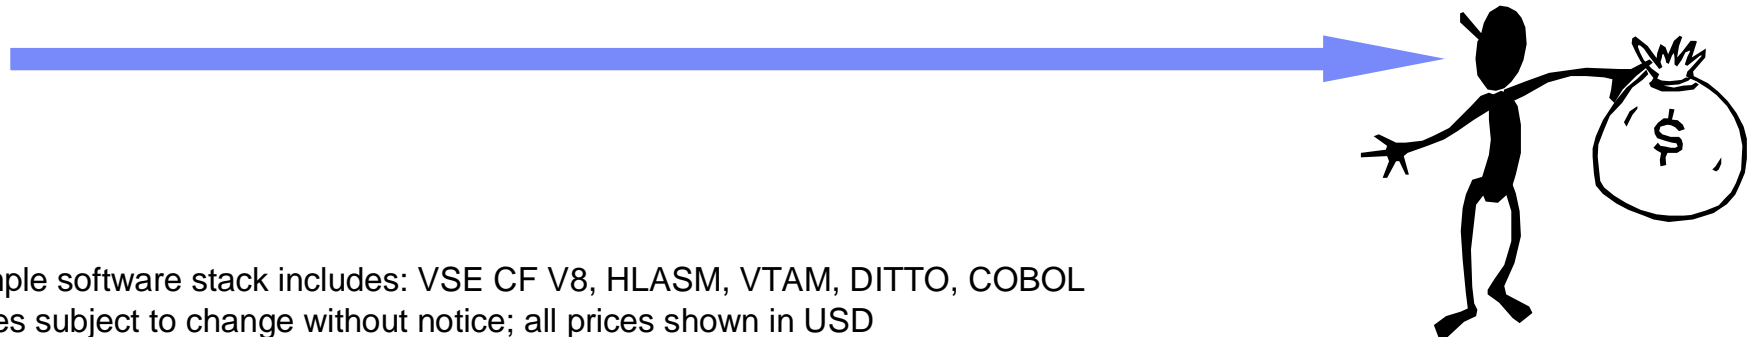 $
mple software stack includes: VSE CF V8, HLASM, VTAM, DITTO, COBOL
es subject to change without notice; all prices shown in USD